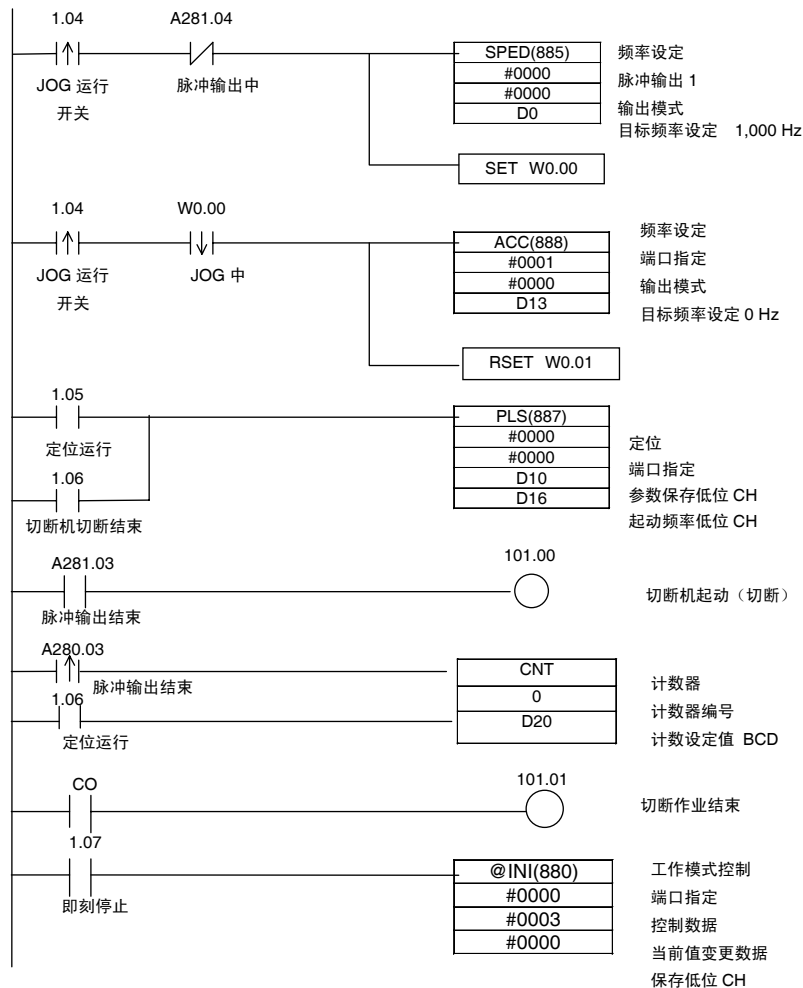 1.04 A281.04
JOG 运行 脉冲输出中
开关
SPED(885) 频率设定
#0000 脉冲输出 1
#0000 输出模式
D0 目标频率设定 1,000 Hz
SET W0.00
1.04 W0.00
JOG 运行 JOG 中
开关
频率设定
ACC(888) 端口指定
#0001 输出模式
#0000 目标频率设定 0 Hz
D13
RSET W0.01
1.05
定位运行
1.06
切断机切断结束
PLS(887)
#0000 定位
#0000 端口指定
D10 参数保存低位 CH
D16 起动频率低位 CH
A281.03 101.00
脉冲输出结束 切断机起动（切断）
A280.03
脉冲输出结束
1.06
定位运行
CNT 计数器
0 计数器编号
D20 计数设定值 BCD
CO 101.01
切断作业结束
1.07
即刻停止
@INI(880) 工作模式控制
#0000 端口指定
#0003 控制数据
#0000 当前值变更数据
保存低位 CH